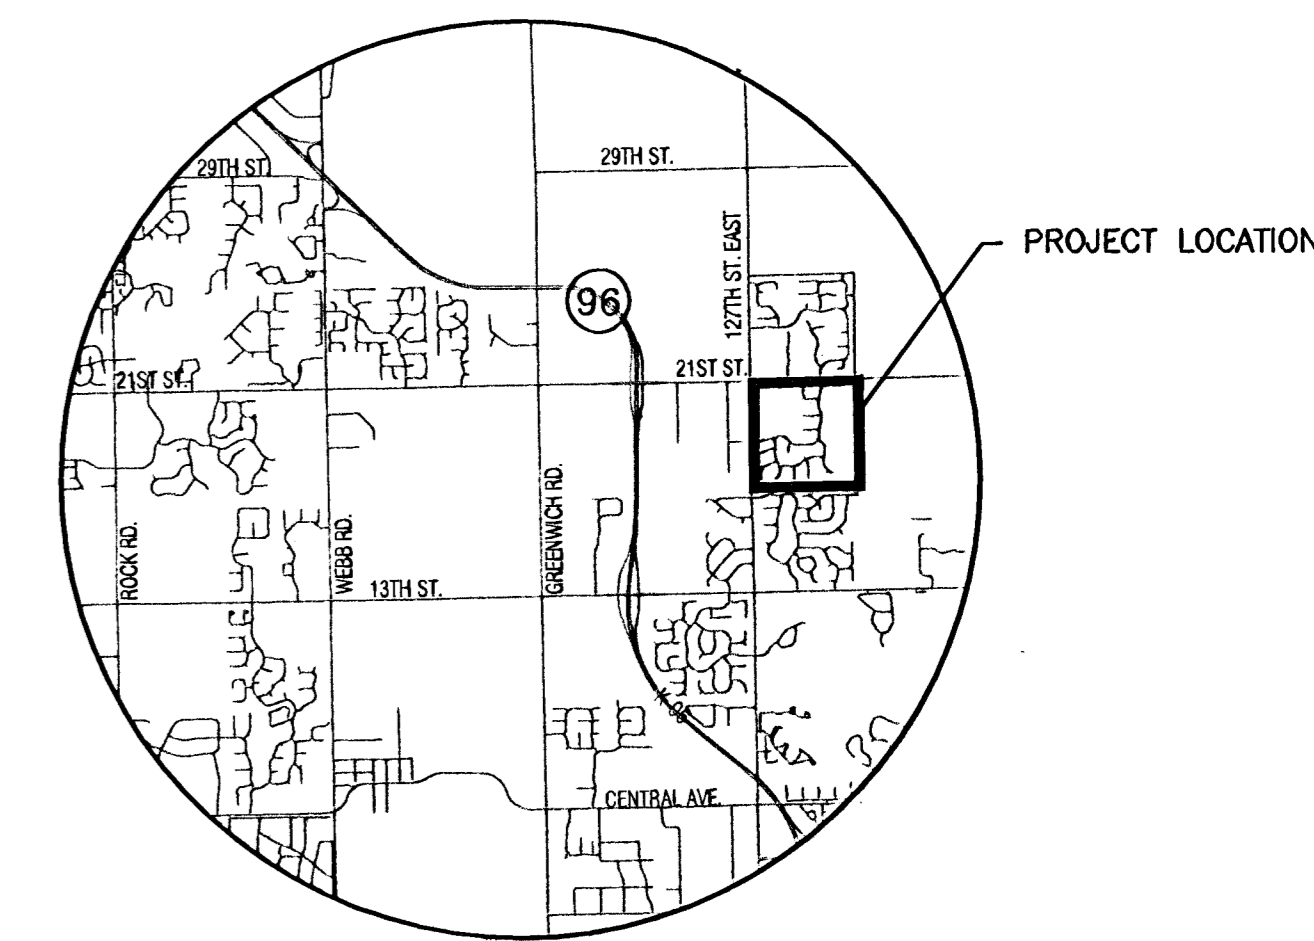 29TH ST.
29TH ST.
127TH ST. EAST
PROJECT LOCATION
96
21ST ST.
21ST ST.
ROCK RD.
WEBB RD.
GREENWICH RD.
13TH ST.
CENTRAL AVE.